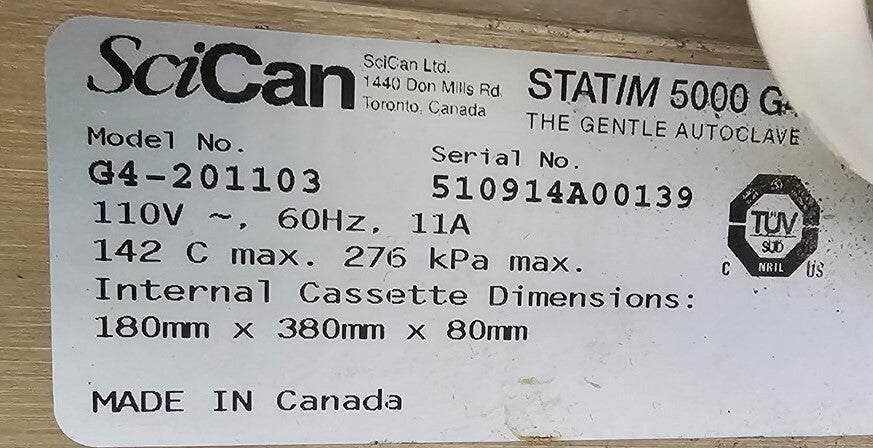 SciCan
SciCan Ltd.
1440 Don Mills Rd.
Toronto, Canada
STATIM 5000 G4
THE GENTLE AUTOCLAVE
Model No.
G4-201103
Serial No.
510914A00139
110V ~, 60Hz, 11A
142 C max. 276 kPa max.
Internal Cassette Dimensions:
180mm x 380mm x 80mm
MADE IN Canada
TÜV
SÜD
C NRTL US